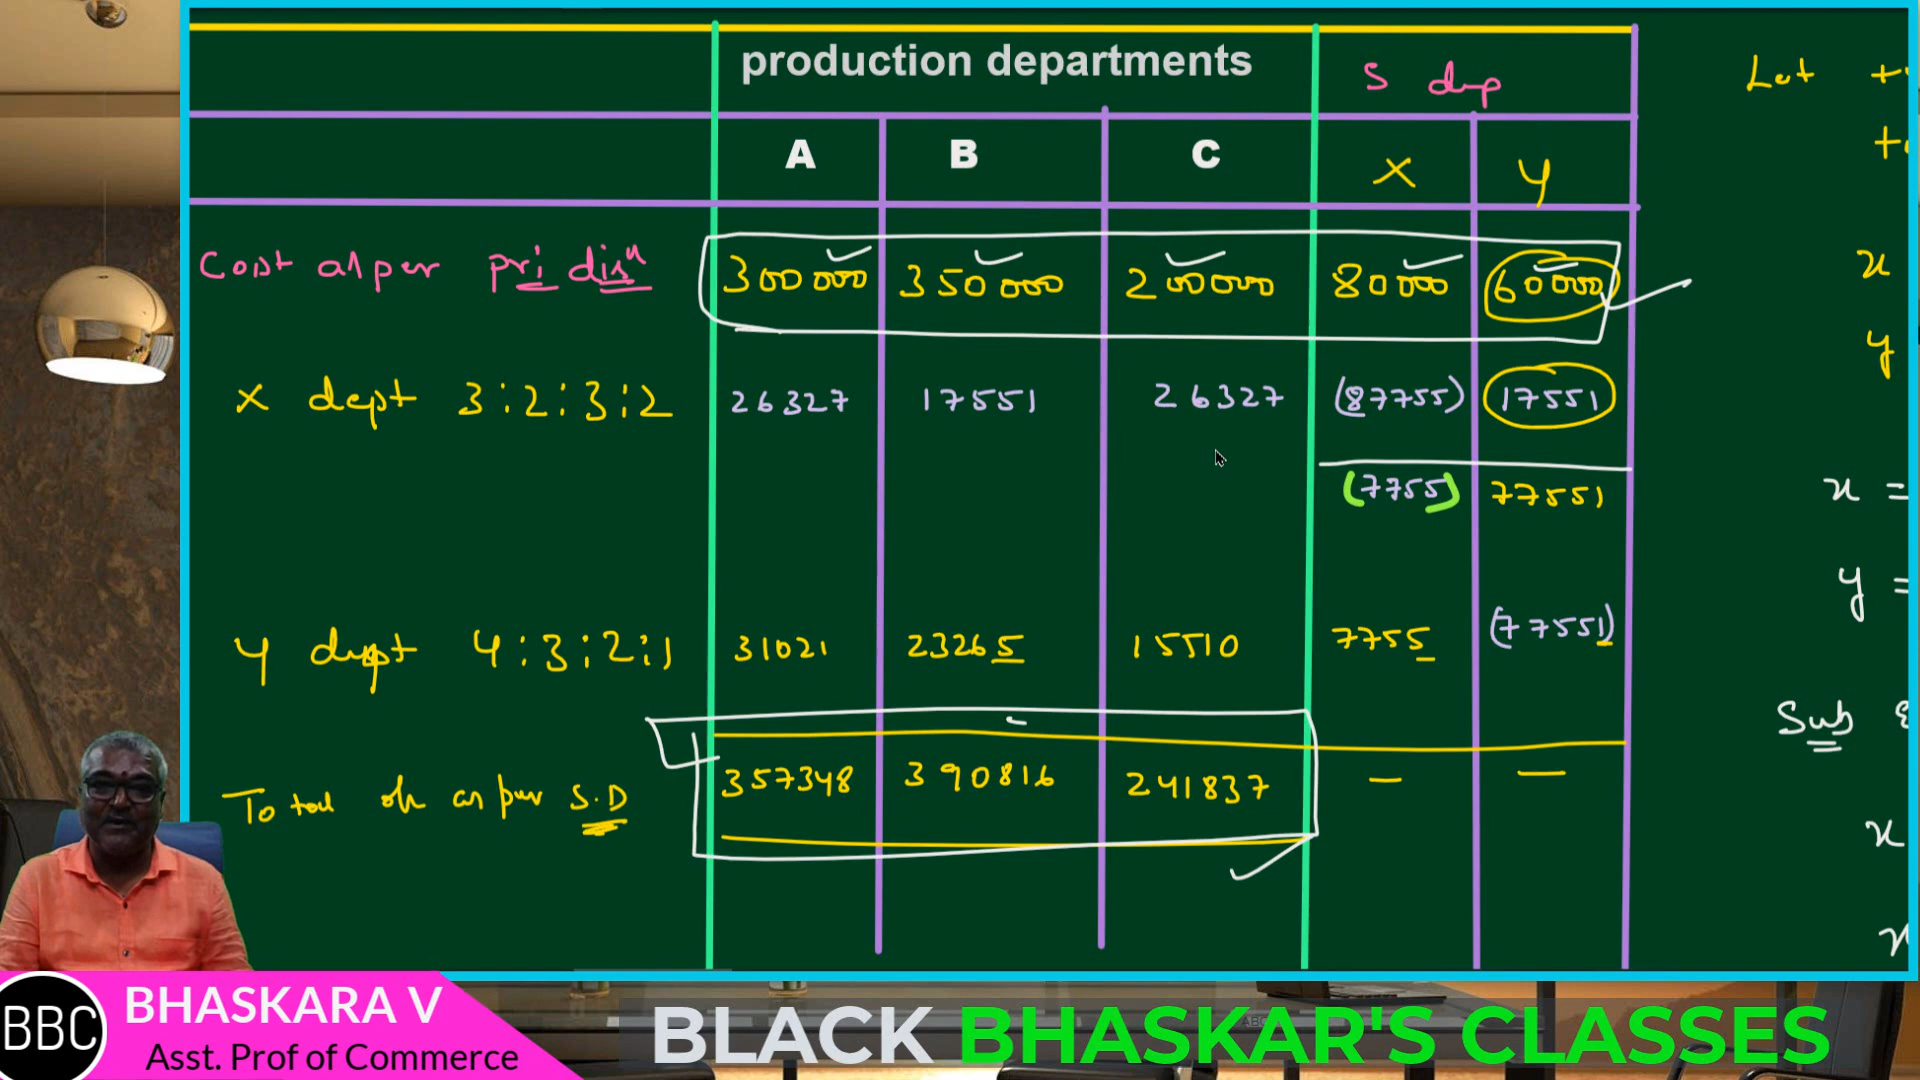 production departments S dep Let
A B C X Y
Cost as per pri disn 300000 350000 200000 80000 60000 x
y
X dept 3:2:3:2 26327 17551 26327 (87755) 17551
(7755) 77551 x =
y =
Y dept 4:3:2:1 31021 23265 15510 7755 (77551)
Sub
Total oh as per S.D 357348 390816 241837 — —
x
x
BBC BHASKARA V
Asst. Prof of Commerce
BLACK BHASKAR'S CLASSES